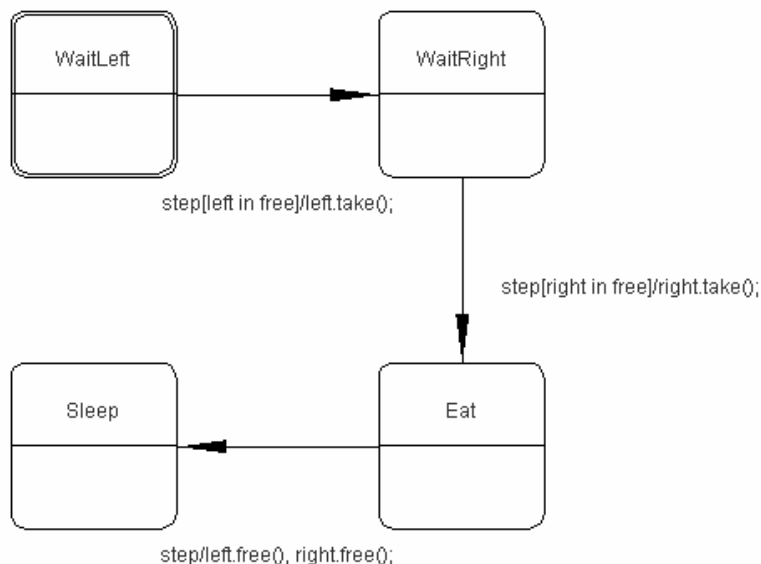 WaitLeft
WaitRight
step[left in free]/left.take();
step[right in free]/right.take();
Sleep
Eat
step/left.free(), right.free();